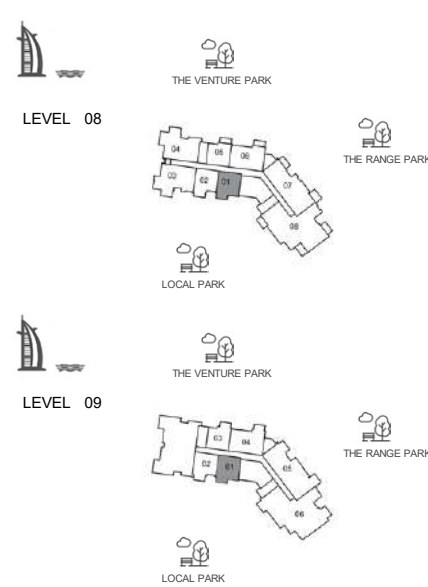 THE VENTURE PARK
LEVEL 08
THE RANGE PARK
04
05
06
03
02
01
07
08
LOCAL PARK
THE VENTURE PARK
LEVEL 09
THE RANGE PARK
03
04
02
01
05
06
LOCAL PARK